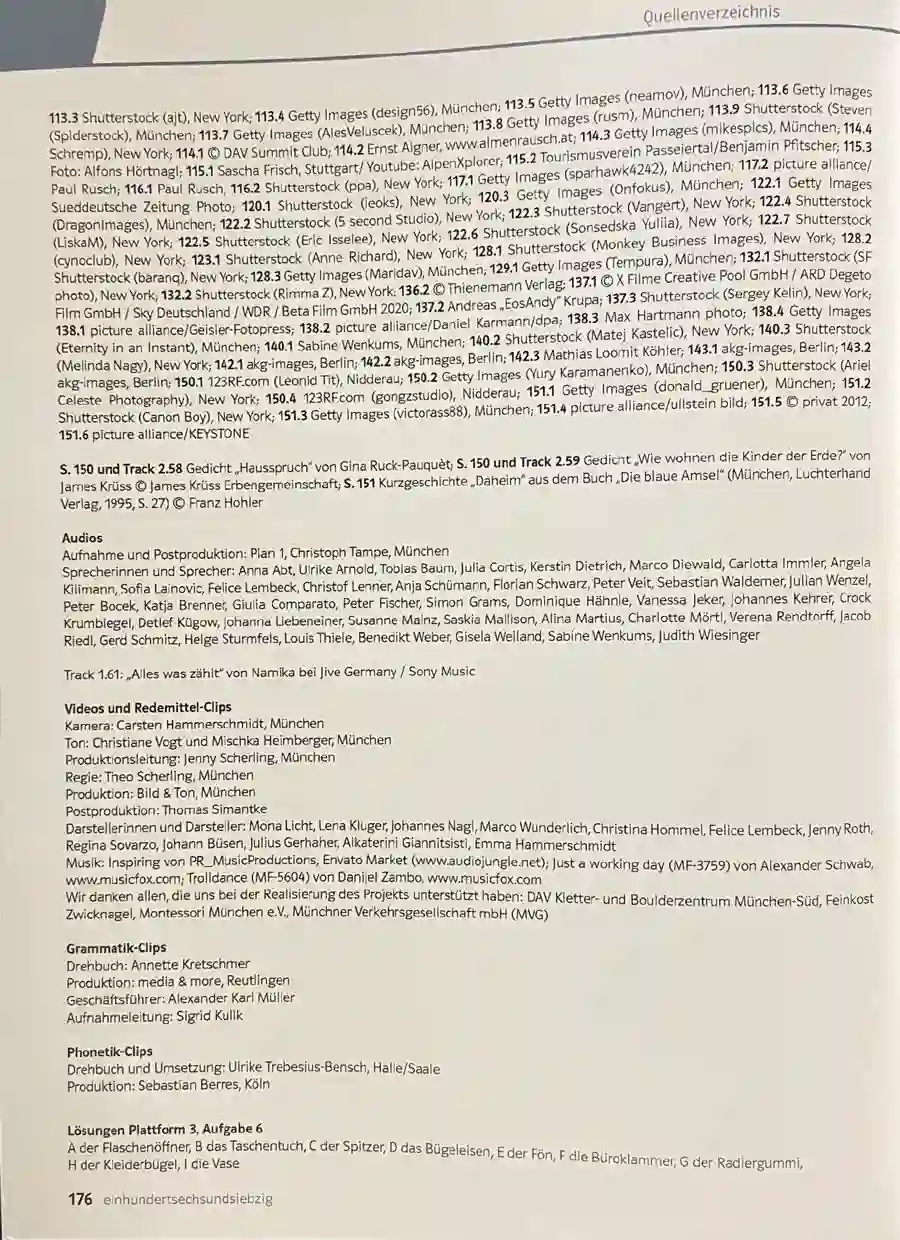 Quellenverzeichnis
113.3 Shutterstock (ajt), New York; 113.4 Getty Images (design56), München; 113.5 Getty Images (neamov), München; 113.6 Getty Images
(Spiderstock), München; 113.7 Getty Images (AlesVeluscek), München; 113.8 Getty Images (rusm), München; 113.9 Shutterstock (Steven
Schremp), New York; 114.1 © DAV Summit Club; 114.2 Ernst Aigner, www.almenrausch.at; 114.3 Getty Images (mikespics), München; 114.4
Foto: Alfons Hörtnagl; 115.1 Sascha Frisch, Stuttgart/ Youtube: AlpenXplorer; 115.2 Tourismusverein Passeiertal/Benjamin Pfitscher; 115.3
Paul Rusch; 116.1 Paul Rusch, 116.2 Shutterstock (ppa), New York; 117.1 Getty Images (sparhawk4242), München; 117.2 picture alliance/
Sueddeutsche Zeitung Photo; 120.1 Shutterstock (ieoks), New York; 120.3 Getty Images (Onfokus), München; 122.1 Getty Images
(DragonImages), München; 122.2 Shutterstock (5 second Studio), New York; 122.3 Shutterstock (Vangert), New York; 122.4 Shutterstock
(LiskaM), New York; 122.5 Shutterstock (Eric Isselee), New York; 122.6 Shutterstock (Sonsedska Yuliia), New York; 122.7 Shutterstock
(cynoclub), New York; 123.1 Shutterstock (Anne Richard), New York; 128.1 Shutterstock (Monkey Business Images), New York; 128.2
Shutterstock (baranq), New York; 128.3 Getty Images (Maridav), München; 129.1 Getty Images (Tempura), München; 132.1 Shutterstock (SF
photo), New York; 132.2 Shutterstock (Rimma Z), New York; 136.2 © Thienemann Verlag; 137.1 © X Filme Creative Pool GmbH / ARD Degeto
Film GmbH / Sky Deutschland / WDR / Beta Film GmbH 2020; 137.2 Andreas „EosAndy" Krupa; 137.3 Shutterstock (Sergey Kelin), New York;
138.1 picture alliance/Geisler-Fotopress; 138.2 picture alliance/Daniel Karmann/dpa; 138.3 Max Hartmann photo; 138.4 Getty Images
(Eternity in an Instant), München; 140.1 Sabine Wenkums, München; 140.2 Shutterstock (Matej Kastelic), New York; 140.3 Shutterstock
(Melinda Nagy), New York; 142.1 akg-images, Berlin; 142.2 akg-images, Berlin; 142.3 Mathias Loomit Köhler; 143.1 akg-images, Berlin; 143.2
akg-images, Berlin; 150.1 123RF.com (Leonid Tit), Nidderau; 150.2 Getty Images (Yury Karamanenko), München; 150.3 Shutterstock (Ariel
Celeste Photography), New York; 150.4 123RF.com (gongzstudio), Nidderau; 151.1 Getty Images (donald_gruener), München; 151.2
Shutterstock (Canon Boy), New York; 151.3 Getty Images (victorass88), München; 151.4 picture alliance/ullstein bild; 151.5 © privat 2012;
151.6 picture alliance/KEYSTONE
S. 150 und Track 2.58 Gedicht „Hausspruch" von Gina Ruck-Pauquèt; S. 150 und Track 2.59 Gedicht „Wie wohnen die Kinder der Erde?" von
James Krüss © James Krüss Erbengemeinschaft; S. 151 Kurzgeschichte „Daheim" aus dem Buch „Die blaue Amsel" (München, Luchterhand
Verlag, 1995, S. 27) © Franz Hohler
Audios
Aufnahme und Postproduktion: Plan 1, Christoph Tampe, München
Sprecherinnen und Sprecher: Anna Abt, Ulrike Arnold, Tobias Baum, Julia Cortis, Kerstin Dietrich, Marco Diewald, Carlotta Immler, Angela
Kilimann, Sofia Lainovic, Felice Lembeck, Christof Lenner, Anja Schümann, Florian Schwarz, Peter Veit, Sebastian Waldemer, Julian Wenzel,
Peter Bocek, Katja Brenner, Giulia Comparato, Peter Fischer, Simon Grams, Dominique Hähnle, Vanessa Jeker, Johannes Kehrer, Crock
Krumbiegel, Detlef Kügow, Johanna Liebeneiner, Susanne Mainz, Saskia Mallison, Alina Martius, Charlotte Mörtl, Verena Rendtorff, Jacob
Riedl, Gerd Schmitz, Helge Sturmfels, Louis Thiele, Benedikt Weber, Gisela Weiland, Sabine Wenkums, Judith Wiesinger
Track 1.61: „Alles was zählt" von Namika bei Jive Germany / Sony Music
Videos und Redemittel-Clips
Kamera: Carsten Hammerschmidt, München
Ton: Christiane Vogt und Mischka Heimberger, München
Produktionsleitung: Jenny Scherling, München
Regie: Theo Scherling, München
Produktion: Bild & Ton, München
Postproduktion: Thomas Simantke
Darstellerinnen und Darsteller: Mona Licht, Lena Kluger, Johannes Nagl, Marco Wunderlich, Christina Hommel, Felice Lembeck, Jenny Roth,
Regina Sovarzo, Johann Büsen, Julius Gerhaher, Alkaterini Giannitsisti, Emma Hammerschmidt
Musik: Inspiring von PR_MusicProductions, Envato Market (www.audiojungle.net); Just a working day (MF-3759) von Alexander Schwab,
www.musicfox.com; Trolldance (MF-5604) von Danijel Zambo, www.musicfox.com
Wir danken allen, die uns bei der Realisierung des Projekts unterstützt haben: DAV Kletter- und Boulderzentrum München-Süd, Feinkost
Zwicknagel, Montessori München e.V., Münchner Verkehrsgesellschaft mbH (MVG)
Grammatik-Clips
Drehbuch: Annette Kretschmer
Produktion: media & more, Reutlingen
Geschäftsführer: Alexander Karl Müller
Aufnahmeleitung: Sigrid Kulik
Phonetik-Clips
Drehbuch und Umsetzung: Ulrike Trebesius-Bensch, Halle/Saale
Produktion: Sebastian Berres, Köln
Lösungen Plattform 3, Aufgabe 6
A der Flaschenöffner, B das Taschentuch, C der Spitzer, D das Bügeleisen, E der Fön, F die Büroklammer, G der Radiergummi,
H der Kleiderbügel, I die Vase
176 einhundertsechsundsiebzig